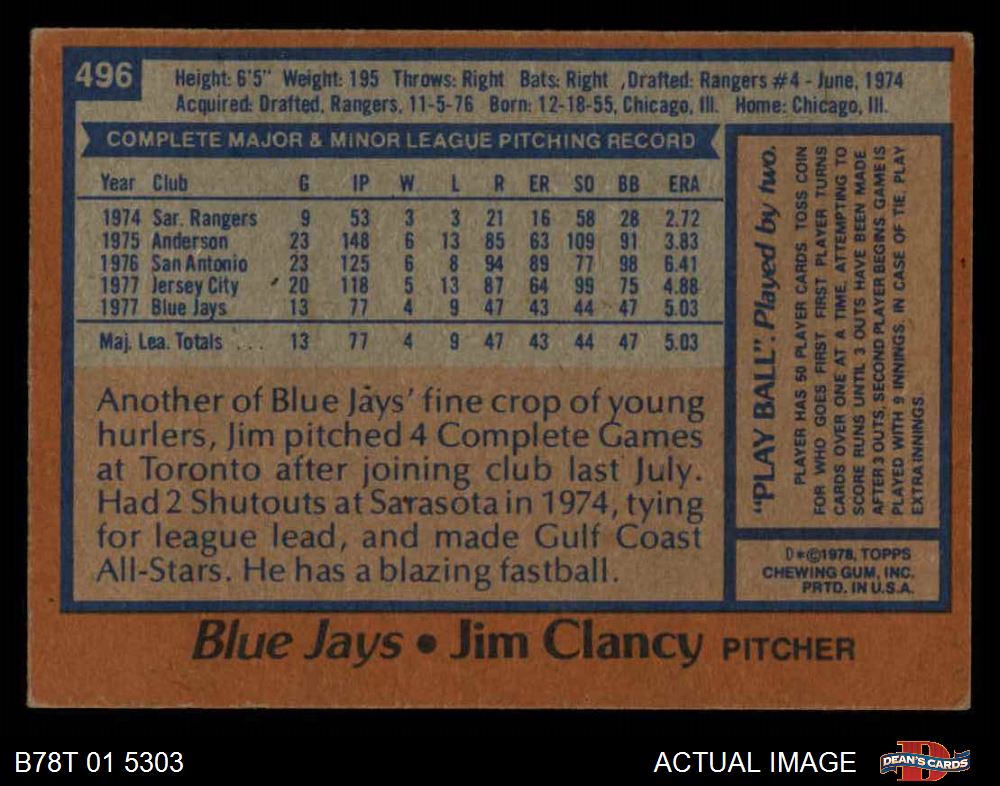 496
Height: 6'5" Weight: 195 Throws: Right Bats: Right , Drafted: Rangers #4 - June, 1974
Acquired: Drafted, Rangers, 11-5-76 Born: 12-18-55, Chicago, Ill. Home: Chicago, Ill.
COMPLETE MAJOR & MINOR LEAGUE PITCHING RECORD
Year Club G IP W L R ER SO BB ERA
1974 Sar. Rangers 9 53 3 3 21 16 58 28 2.72
1975 Anderson 23 148 6 13 85 63 109 91 3.83
1976 San Antonio 23 125 6 8 94 89 77 98 6.41
1977 Jersey City 20 118 5 13 87 64 99 75 4.88
1977 Blue Jays 13 77 4 9 47 43 44 47 5.03
Maj. Lea. Totals ... 13 77 4 9 47 43 44 47 5.03
Another of Blue Jays' fine crop of young
hurlers, Jim pitched 4 Complete Games
at Toronto after joining club last July.
Had 2 Shutouts at Sarasota in 1974, tying
for league lead, and made Gulf Coast
All-Stars. He has a blazing fastball.
"PLAY BALL". Played by two.
PLAYER HAS 50 PLAYER CARDS TOSS COIN
FOR WHO GOES FIRST FIRST PLAYER TURNS
CARDS OVER ONE AT A TIME, ATTEMPTING TO
SCORE RUNS UNTIL 3 OUTS HAVE BEEN MADE
AFTER 3 OUTS, SECOND PLAYER BEGINS GAME IS
PLAYED WITH 9 INNINGS. IN CASE OF TIE, PLAY
EXTRA INNINGS.
D*©1978, TOPPS
CHEWING GUM, INC.
PRTD. IN U.S.A.
Blue Jays • Jim Clancy PITCHER
B78T 01 5303
ACTUAL IMAGE
D
DEAN'S CARDS